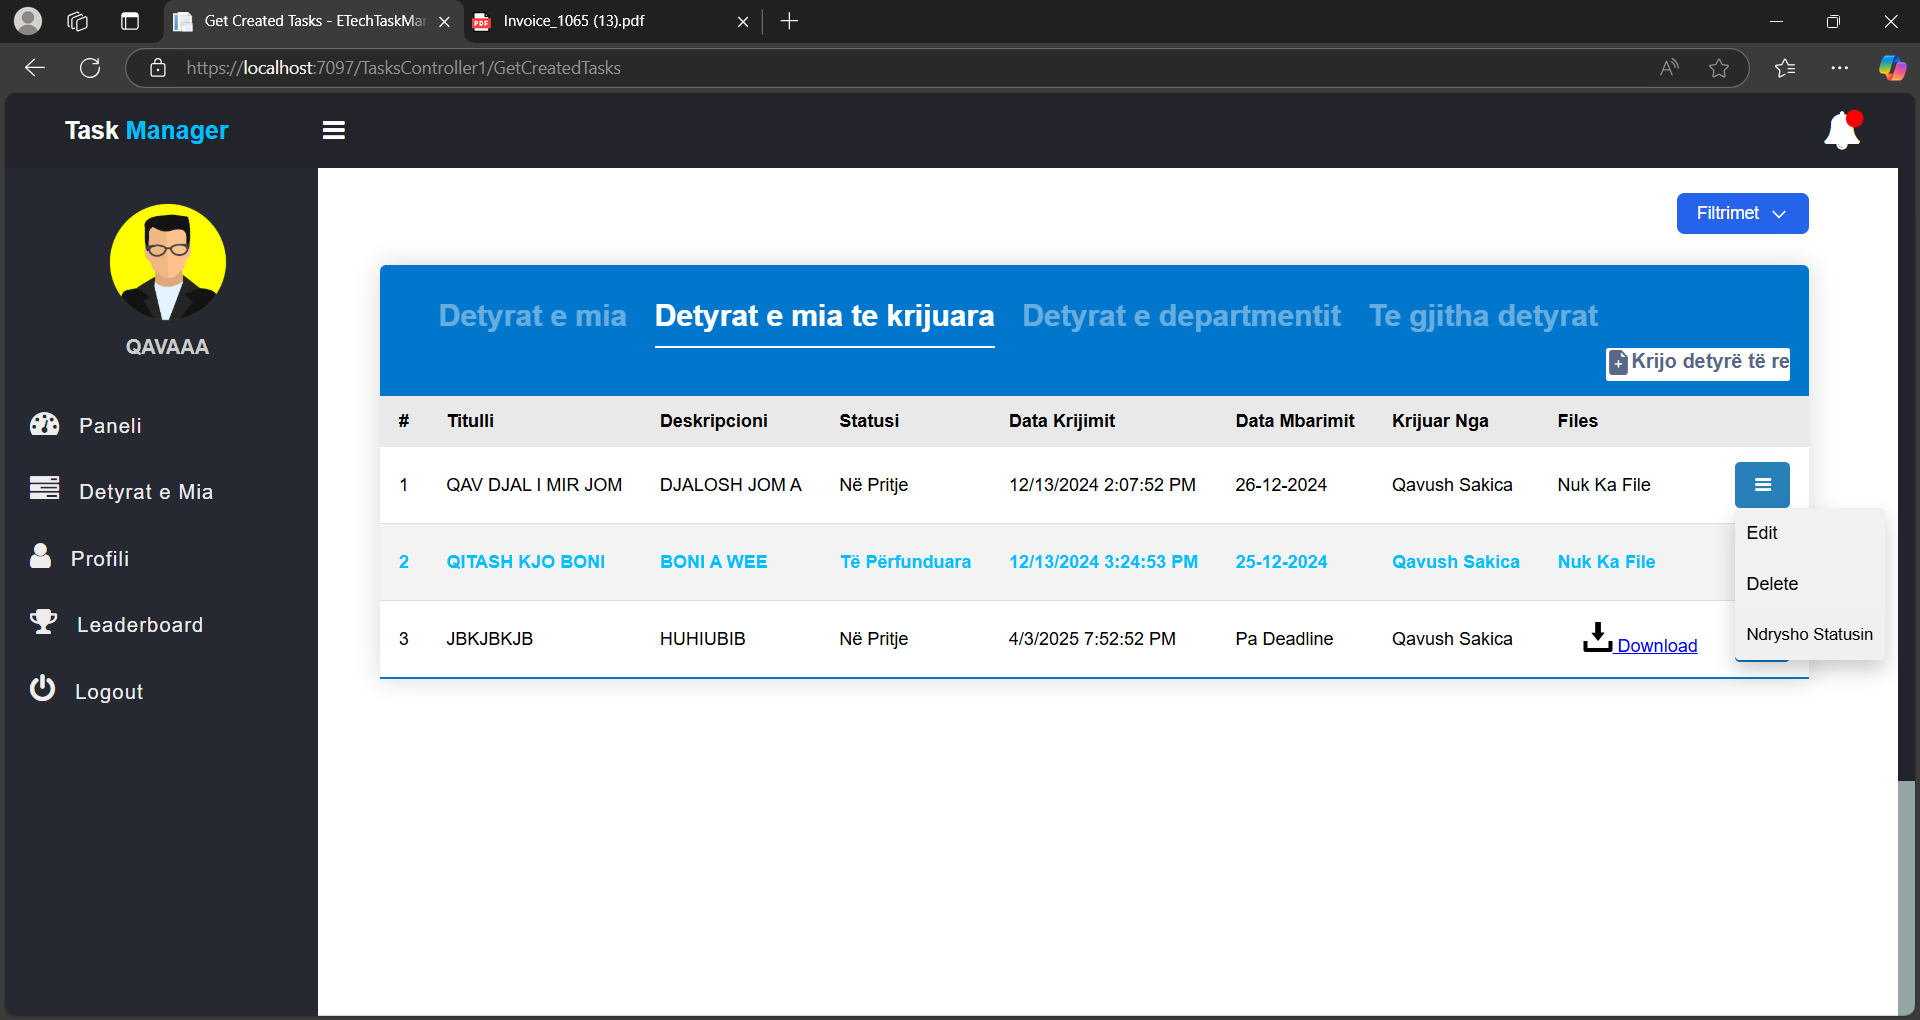 Get Created Tasks - ETechTaskMar
Invoice_1065 (13).pdf
https://localhost:7097/TasksController1/GetCreatedTasks
Task Manager
QAVAAA
Paneli
Detyrat e Mia
Profili
Leaderboard
Logout
Filtrimet
Detyrat e mia Detyrat e mia te krijuara Detyrat e departmentit Te gjitha detyrat
Krijo detyrë të re
# Titulli Deskripcioni Statusi Data Krijimit Data Mbarimit Krijuar Nga Files
1 QAV DJAL I MIR JOM DJALOSH JOM A Në Pritje 12/13/2024 2:07:52 PM 26-12-2024 Qavush Sakica Nuk Ka File
2 QITASH KJO BONI BONI A WEE Të Përfunduara 12/13/2024 3:24:53 PM 25-12-2024 Qavush Sakica Nuk Ka File
3 JBKJBKJB HUHIUBIB Në Pritje 4/3/2025 7:52:52 PM Pa Deadline Qavush Sakica Download
Edit
Delete
Ndrysho Statusin